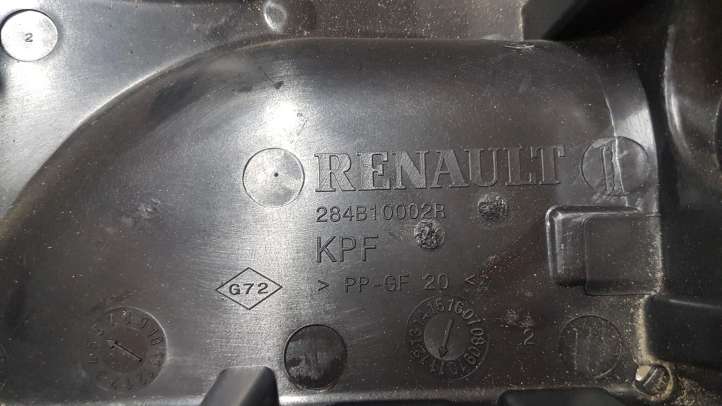 2
RENAULT
284B10002R
KPF
G72
> PP-GF 20 <
2